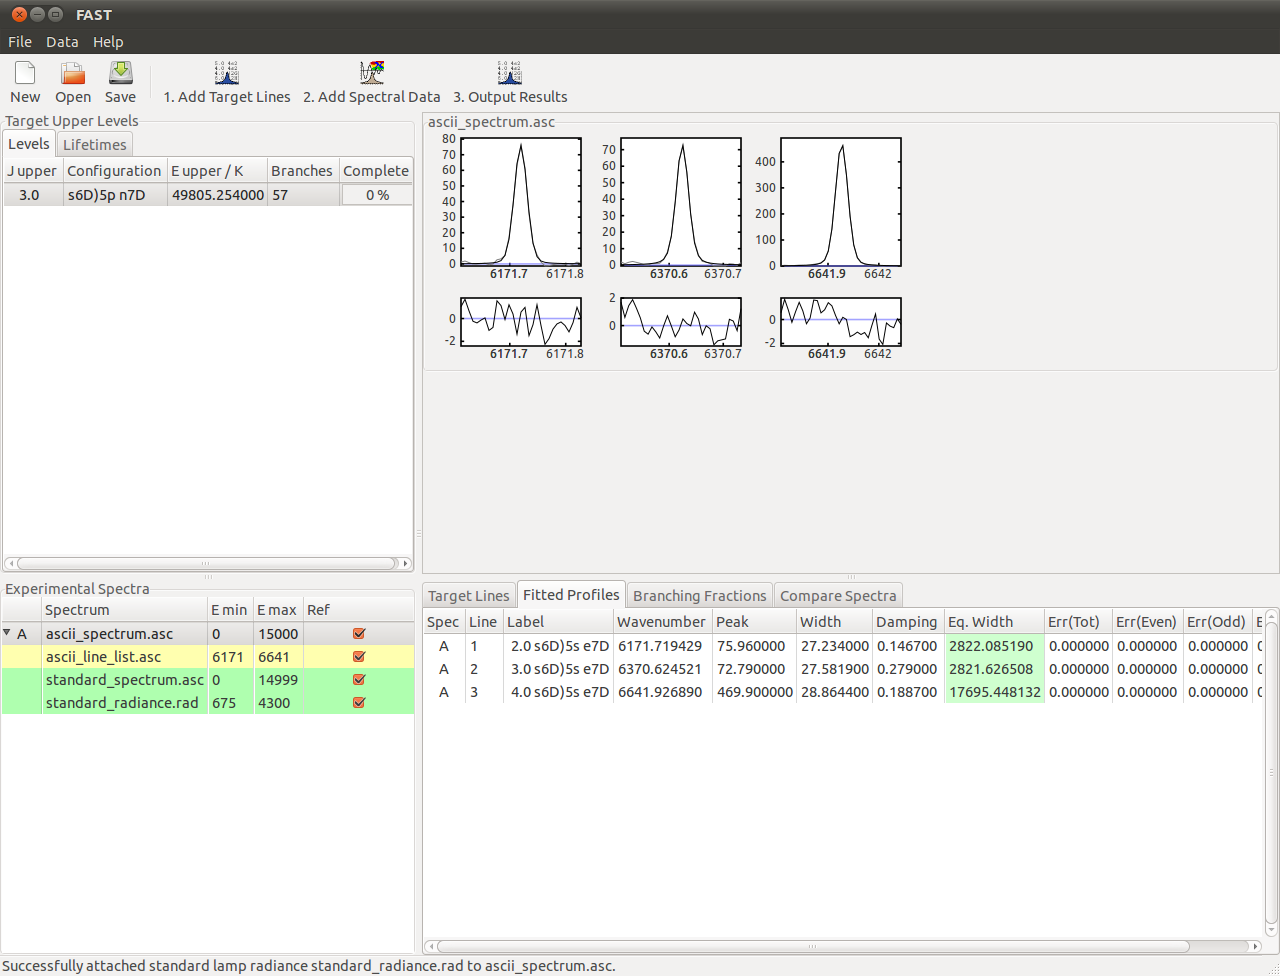 FAST
File Data Help
New Open Save 1. Add Target Lines 2. Add Spectral Data 3. Output Results
Target Upper Levels
Levels Lifetimes
J upper Configuration E upper / K Branches Complete
3.0 s6D)5p n7D 49805.254000 57 0 %
Experimental Spectra
Spectrum E min E max Ref
A ascii_spectrum.asc 0 15000
ascii_line_list.asc 6171 6641
standard_spectrum.asc 0 14999
standard_radiance.rad 675 4300
ascii_spectrum.asc
80
70
60
50
40
30
20
10
0
6171.7 6171.8
70
60
50
40
30
20
10
0
6370.6 6370.7
400
300
200
100
0
6641.9 6642
0
-2
6171.7 6171.8
2
0
6370.6 6370.7
0
-2
6641.9 6642
Target Lines Fitted Profiles Branching Fractions Compare Spectra
Spec Line Label Wavenumber Peak Width Damping Eq. Width Err(Tot) Err(Even) Err(Odd)
A 1 2.0 s6D)5s e7D 6171.719429 75.960000 27.234000 0.146700 2822.085190 0.000000 0.000000 0.000000
A 2 3.0 s6D)5s e7D 6370.624521 72.790000 27.581900 0.279000 2821.626508 0.000000 0.000000 0.000000
A 3 4.0 s6D)5s e7D 6641.926890 469.900000 28.864400 0.188700 17695.448132 0.000000 0.000000 0.000000
Successfully attached standard lamp radiance standard_radiance.rad to ascii_spectrum.asc.